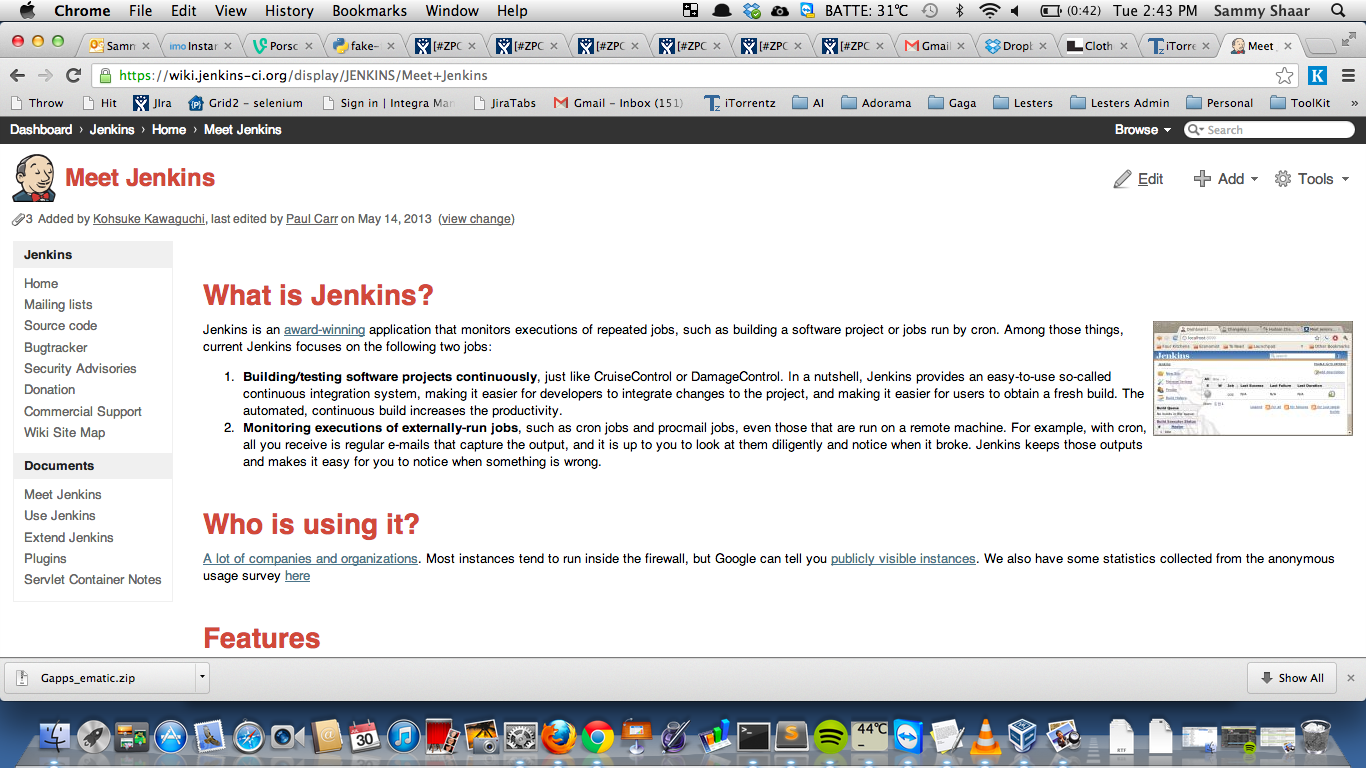 Chrome File Edit View History Bookmarks Window Help BATTE: 31℃ (0:42) Tue 2:43 PM Sammy Shaar
Samn imo Instar Porsc fake- [#ZPC [#ZPC [#ZPC [#ZPC [#ZPC [#ZPC Gmail Dropb Cloth iTorre Meet
https://wiki.jenkins-ci.org/display/JENKINS/Meet+Jenkins K
Throw Hit JIra Grid2 - selenium Sign in | Integra Man JiraTabs Gmail - Inbox (151) iTorrentz AI Adorama Gaga Lesters Lesters Admin Personal ToolKit »
Dashboard › Jenkins › Home › Meet Jenkins Browse Search
Meet Jenkins Edit Add Tools
3 Added by Kohsuke Kawaguchi, last edited by Paul Carr on May 14, 2013 (view change)
Jenkins
Home
Mailing lists
Source code
Bugtracker
Security Advisories
Donation
Commercial Support
Wiki Site Map
Documents
Meet Jenkins
Use Jenkins
Extend Jenkins
Plugins
Servlet Container Notes
What is Jenkins?
Jenkins is an award-winning application that monitors executions of repeated jobs, such as building a software project or jobs run by cron. Among those things,
current Jenkins focuses on the following two jobs:
1. Building/testing software projects continuously, just like CruiseControl or DamageControl. In a nutshell, Jenkins provides an easy-to-use so-called
continuous integration system, making it easier for developers to integrate changes to the project, and making it easier for users to obtain a fresh build. The
automated, continuous build increases the productivity.
2. Monitoring executions of externally-run jobs, such as cron jobs and procmail jobs, even those that are run on a remote machine. For example, with cron,
all you receive is regular e-mails that capture the output, and it is up to you to look at them diligently and notice when it broke. Jenkins keeps those outputs
and makes it easy for you to notice when something is wrong.
Jenkins
Who is using it?
A lot of companies and organizations. Most instances tend to run inside the firewall, but Google can tell you publicly visible instances. We also have some statistics collected from the anonymous
usage survey here
Features
Gapps_ematic.zip Show All
30 44℃